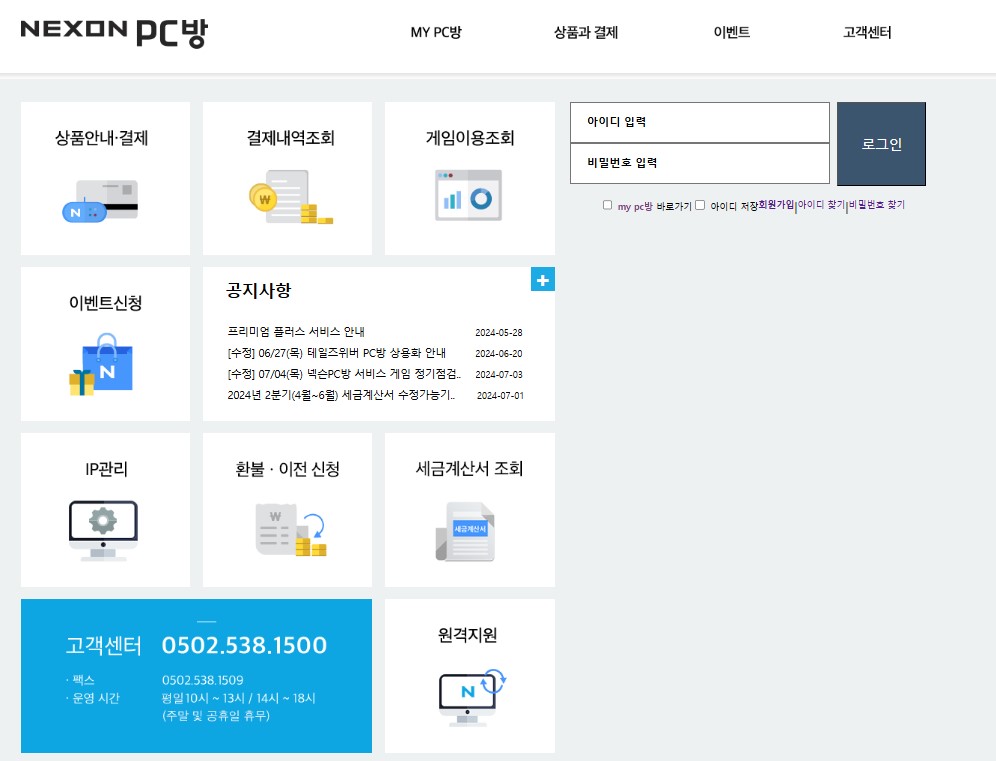 NEXON PC방
MY PC방 상품과 결제 이벤트 고객센터
상품안내·결제
N
결제내역조회
₩
게임이용조회
아이디 입력
비밀번호 입력
로그인
my pc방 바로가기 아이디 저장회원가입|아이디 찾기|비밀번호 찾기
이벤트신청
N
공지사항
+
프리미엄 플러스 서비스 안내 2024-05-28
[수정] 06/27(목) 테일즈위버 PC방 상용화 안내 2024-06-20
[수정] 07/04(목) 넥슨PC방 서비스 게임 정기점검.. 2024-07-03
2024년 2분기(4월~6월) 세금계산서 수정가능기.. 2024-07-01
IP관리
환불 · 이전 신청
₩
세금계산서 조회
세금계산서
고객센터 0502.538.1500
· 팩스 0502.538.1509
· 운영 시간 평일10시 ~ 13시 / 14시 ~ 18시
(주말 및 공휴일 휴무)
원격지원
N